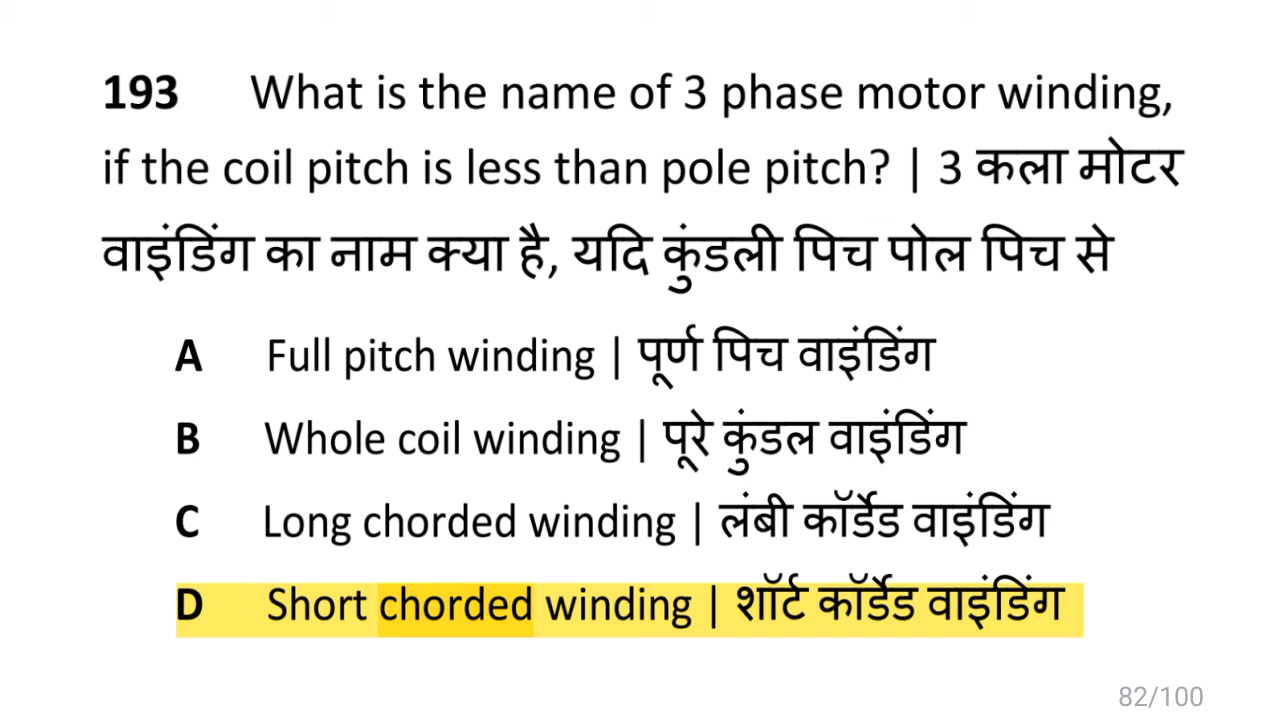 193 What is the name of 3 phase motor winding,
if the coil pitch is less than pole pitch? | 3 कला मोटर
वाइंडिंग का नाम क्या है, यदि कुंडली पिच पोल पिच से
A Full pitch winding | पूर्ण पिच वाइंडिंग
B Whole coil winding | पूरे कुंडल वाइंडिंग
C Long chorded winding | लंबी कॉर्डेड वाइंडिंग
D Short chorded winding | शॉर्ट कॉर्डेड वाइंडिंग
82/100